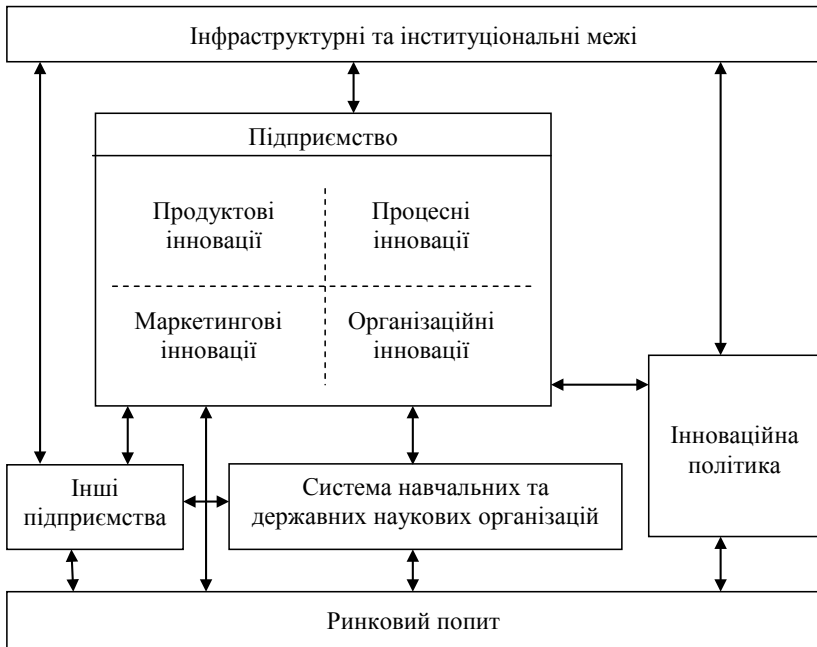 Інфраструктурні та інституціональні межі
Підприємство
Продуктові
інновації
Процесні
інновації
Маркетингові
інновації
Організаційні
інновації
Інноваційна
політика
Інші
підприємства
Система навчальних та
державних наукових організацій
Ринковий попит